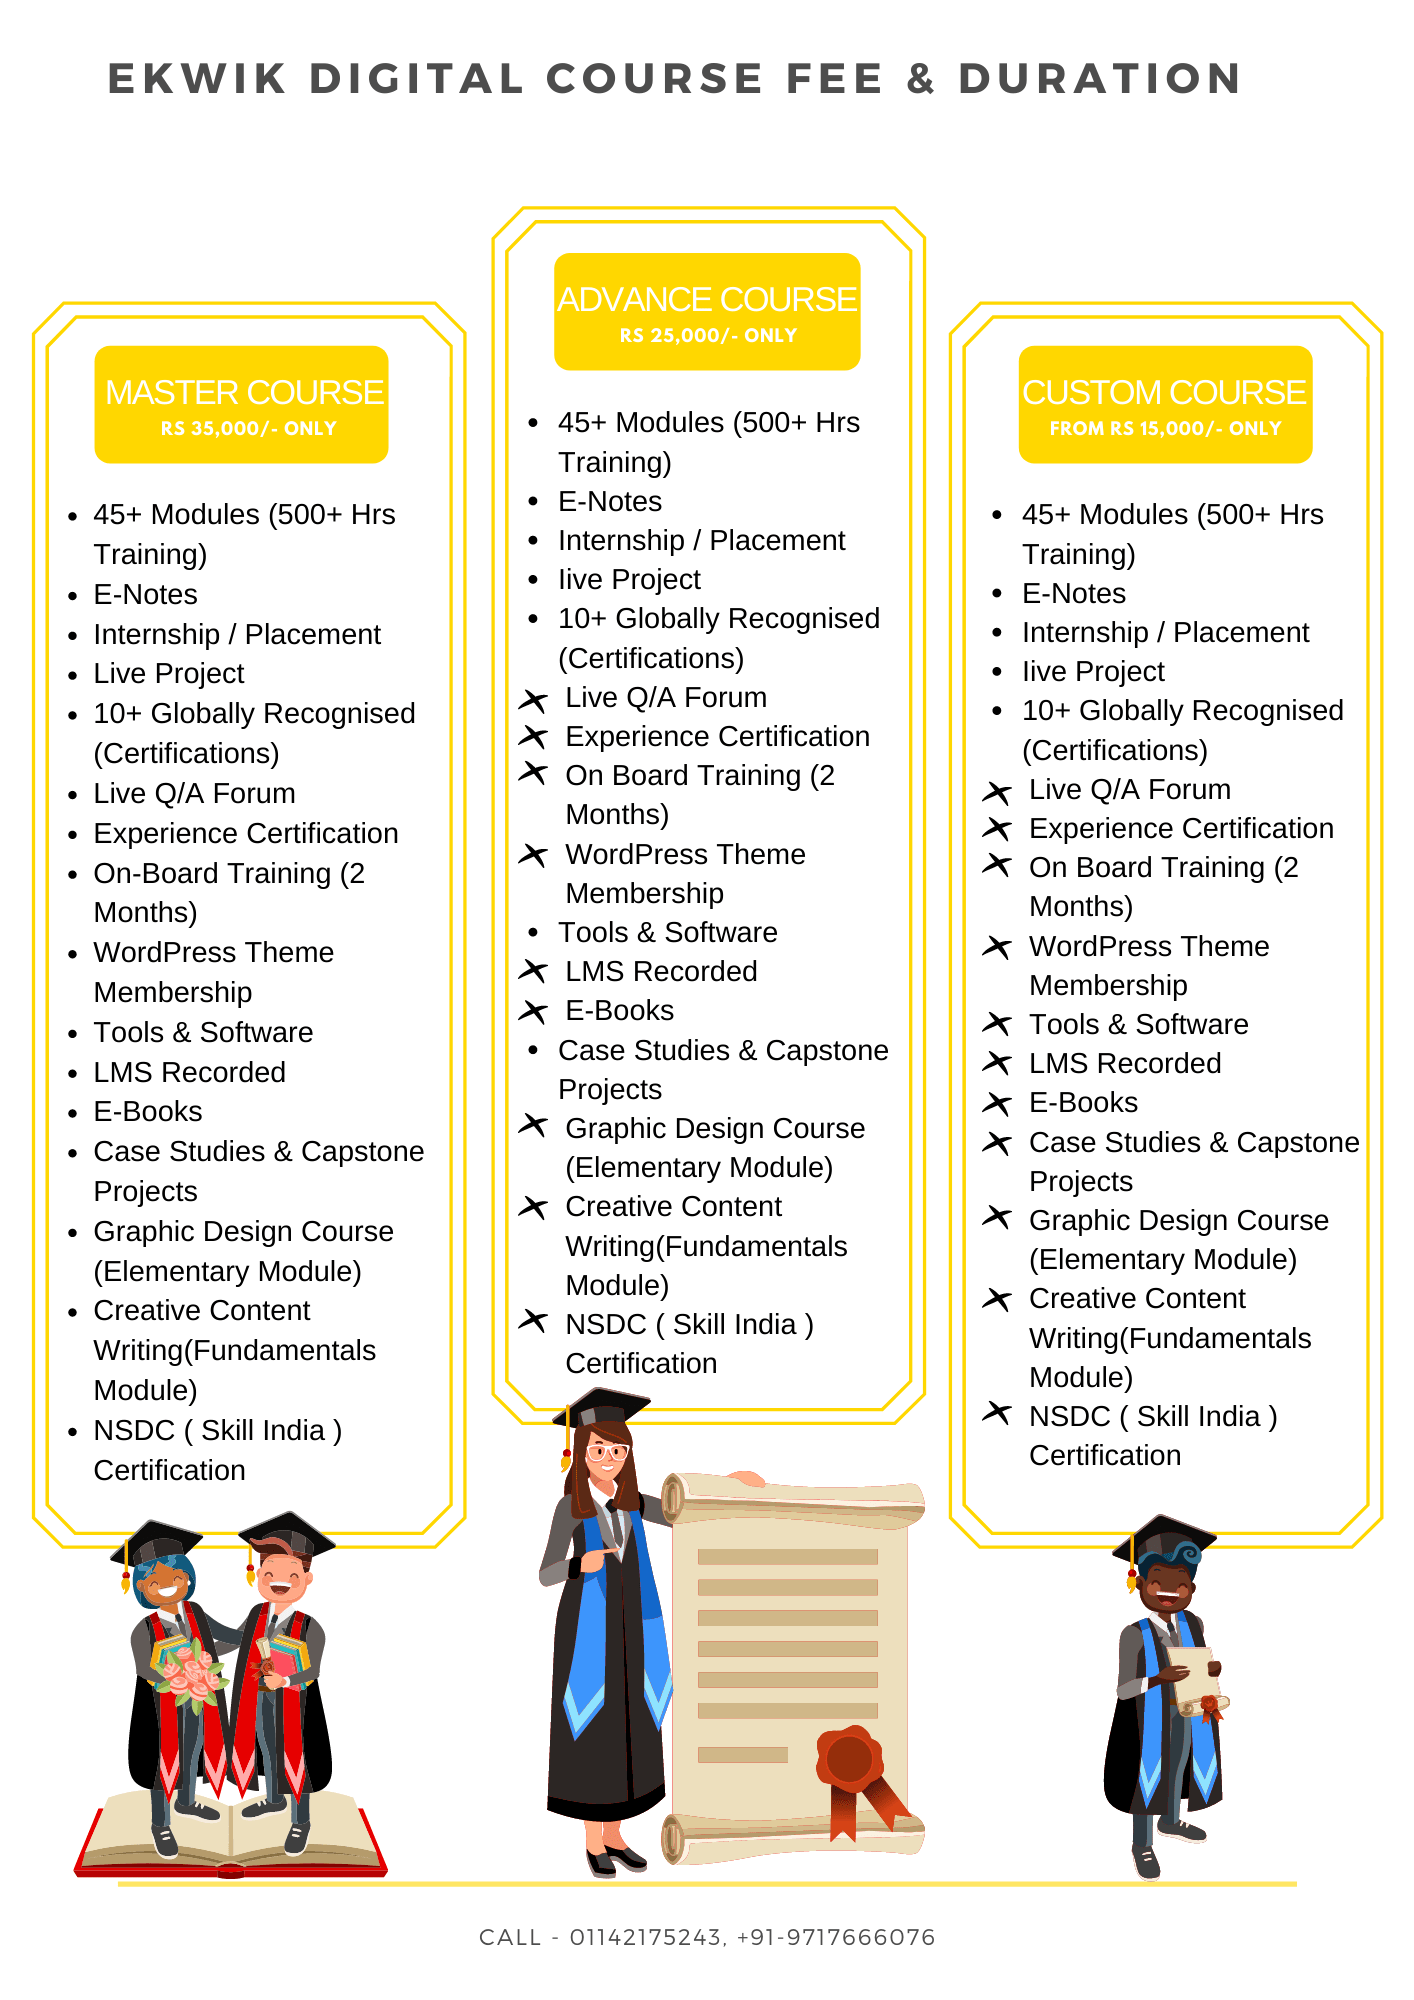 EKWIK DIGITAL COURSE FEE & DURATION
MASTER COURSE
RS 35,000/- ONLY
45+ Modules (500+ Hrs
Training)
E-Notes
Internship / Placement
Live Project
10+ Globally Recognised
(Certifications)
Live Q/A Forum
Experience Certification
On-Board Training (2
Months)
WordPress Theme
Membership
Tools & Software
LMS Recorded
E-Books
Case Studies & Capstone
Projects
Graphic Design Course
(Elementary Module)
Creative Content
Writing(Fundamentals
Module)
NSDC ( Skill India )
Certification
ADVANCE COURSE
RS 25,000/- ONLY
45+ Modules (500+ Hrs
Training)
E-Notes
Internship / Placement
live Project
10+ Globally Recognised
(Certifications)
Live Q/A Forum
Experience Certification
On Board Training (2
Months)
WordPress Theme
Membership
Tools & Software
LMS Recorded
E-Books
Case Studies & Capstone
Projects
Graphic Design Course
(Elementary Module)
Creative Content
Writing(Fundamentals
Module)
NSDC ( Skill India )
Certification
CUSTOM COURSE
FROM RS 15,000/- ONLY
45+ Modules (500+ Hrs
Training)
E-Notes
Internship / Placement
live Project
10+ Globally Recognised
(Certifications)
Live Q/A Forum
Experience Certification
On Board Training (2
Months)
WordPress Theme
Membership
Tools & Software
LMS Recorded
E-Books
Case Studies & Capstone
Projects
Graphic Design Course
(Elementary Module)
Creative Content
Writing(Fundamentals
Module)
NSDC ( Skill India )
Certification
CALL - 01142175243, +91-9717666076